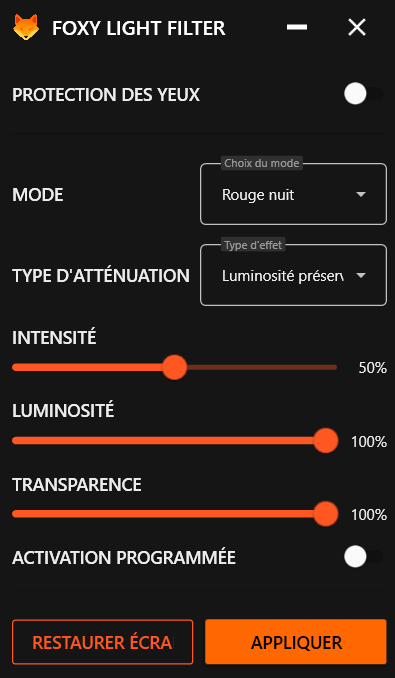 FOXY LIGHT FILTER
PROTECTION DES YEUX
Choix du mode
MODE
Rouge nuit
Type d'effet
TYPE D'ATTÉNUATION
Luminosité préser
INTENSITÉ
50%
LUMINOSITÉ
100%
TRANSPARENCE
100%
ACTIVATION PROGRAMMÉE
RESTAURER ÉCRA
APPLIQUER